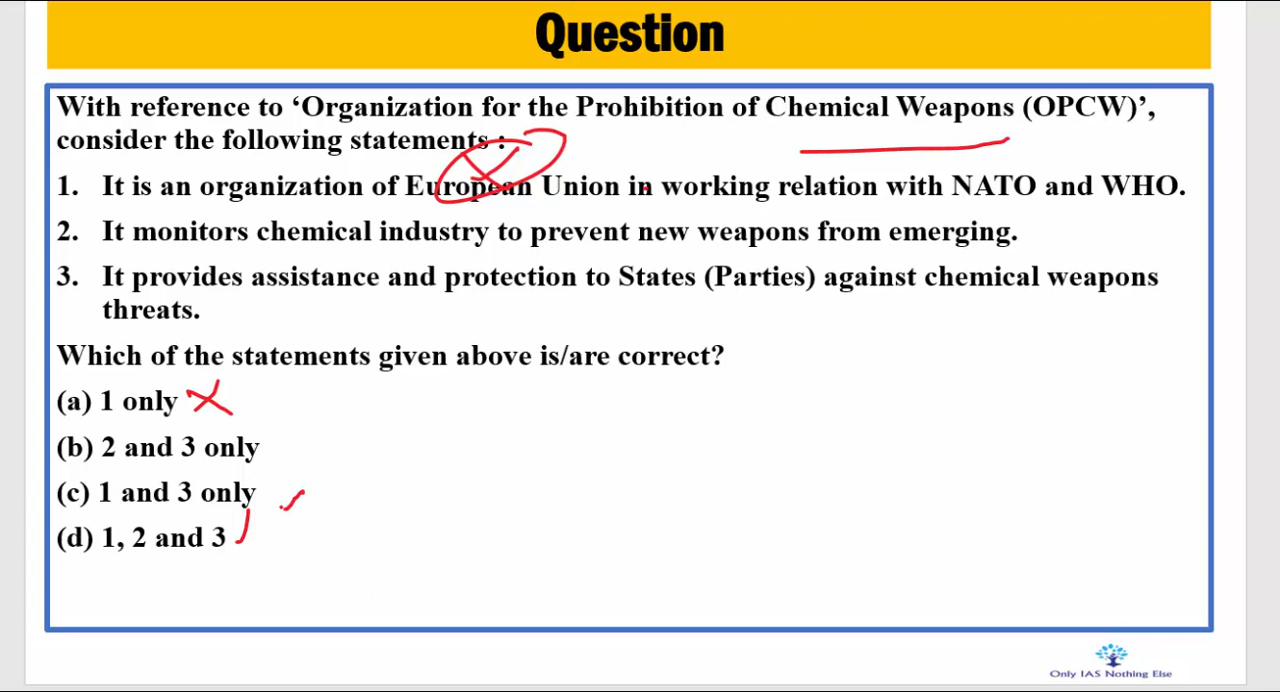 Question
With reference to ‘Organization for the Prohibition of Chemical Weapons (OPCW)’,
consider the following statements :
1. It is an organization of European Union in working relation with NATO and WHO.
2. It monitors chemical industry to prevent new weapons from emerging.
3. It provides assistance and protection to States (Parties) against chemical weapons
threats.
Which of the statements given above is/are correct?
(a) 1 only
(b) 2 and 3 only
(c) 1 and 3 only
(d) 1, 2 and 3
Only IAS Nothing Else